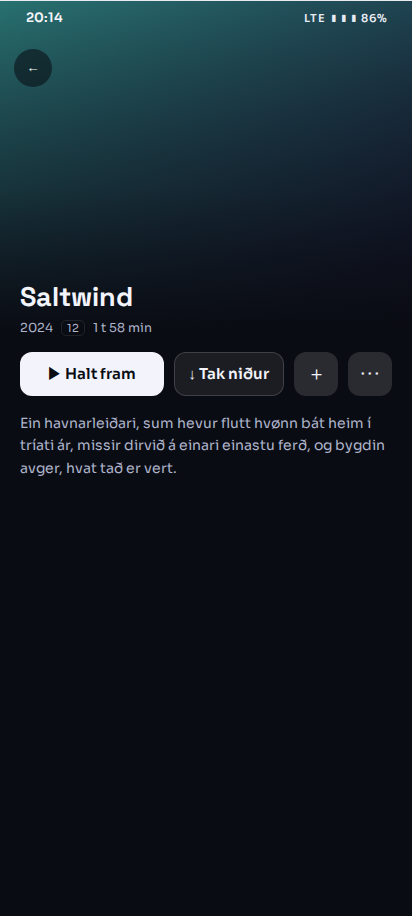 20:14 LTE 86%
←
Saltwind
2024 12 1 t 58 min
▶ Halt fram ↓ Tak niður + ···
Ein havnarleiðari, sum hevur flutt hvønn bát heim í
tríati ár, missir dirvið á einari einastu ferð, og bygdin
avger, hvat tað er vert.